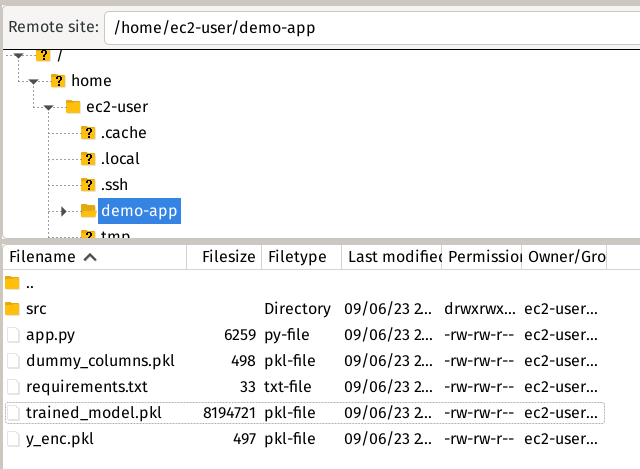 Remote site: /home/ec2-user/demo-app
/
home
ec2-user
.cache
.local
.ssh
demo-app
tmp
Filename Filesize Filetype Last modified Permission Owner/Gro
..
src Directory 09/06/23 2... drwxrwx... ec2-user...
app.py 6259 py-file 09/06/23 2... -rw-rw-r-- ec2-user...
dummy_columns.pkl 498 pkl-file 09/06/23 2... -rw-rw-r-- ec2-user...
requirements.txt 33 txt-file 09/06/23 2... -rw-rw-r-- ec2-user...
trained_model.pkl 8194721 pkl-file 09/06/23 2... -rw-rw-r-- ec2-user...
y_enc.pkl 497 pkl-file 09/06/23 2... -rw-rw-r-- ec2-user...